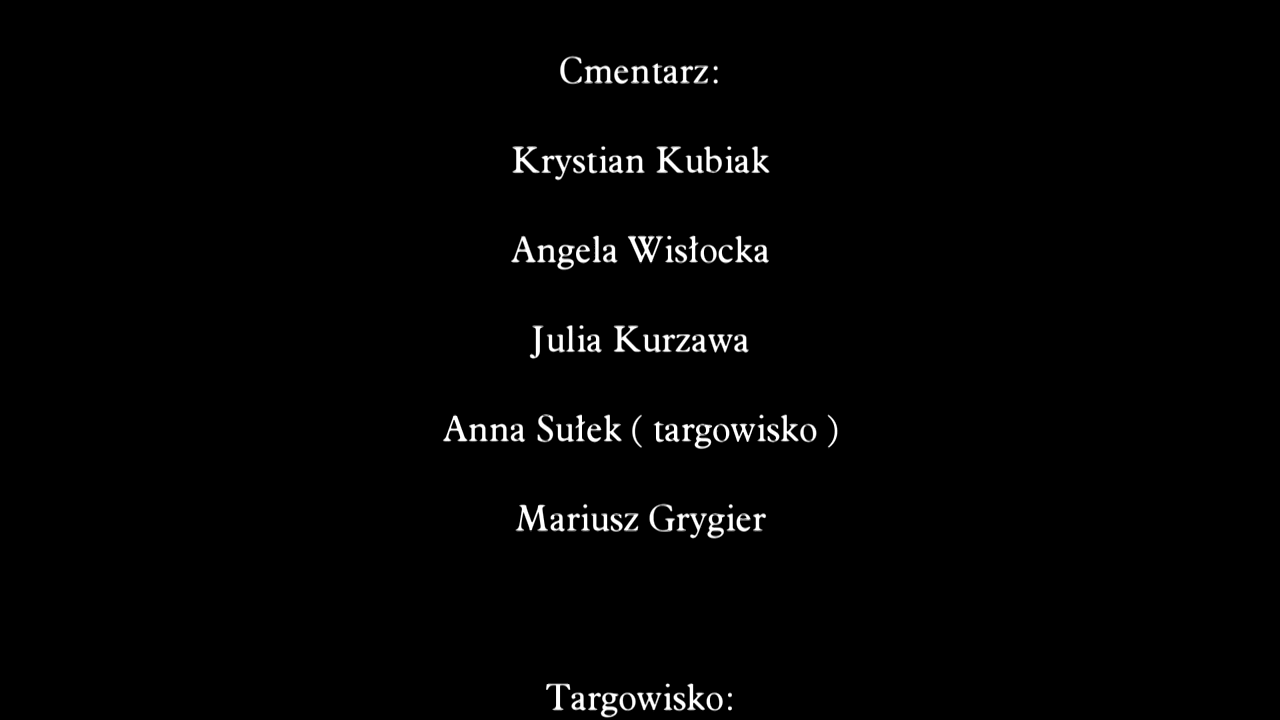 Cmentarz:
Krystian Kubiak
Angela Wisłocka
Julia Kurzawa
Anna Sułek ( targowisko )
Mariusz Grygier
Targowisko: